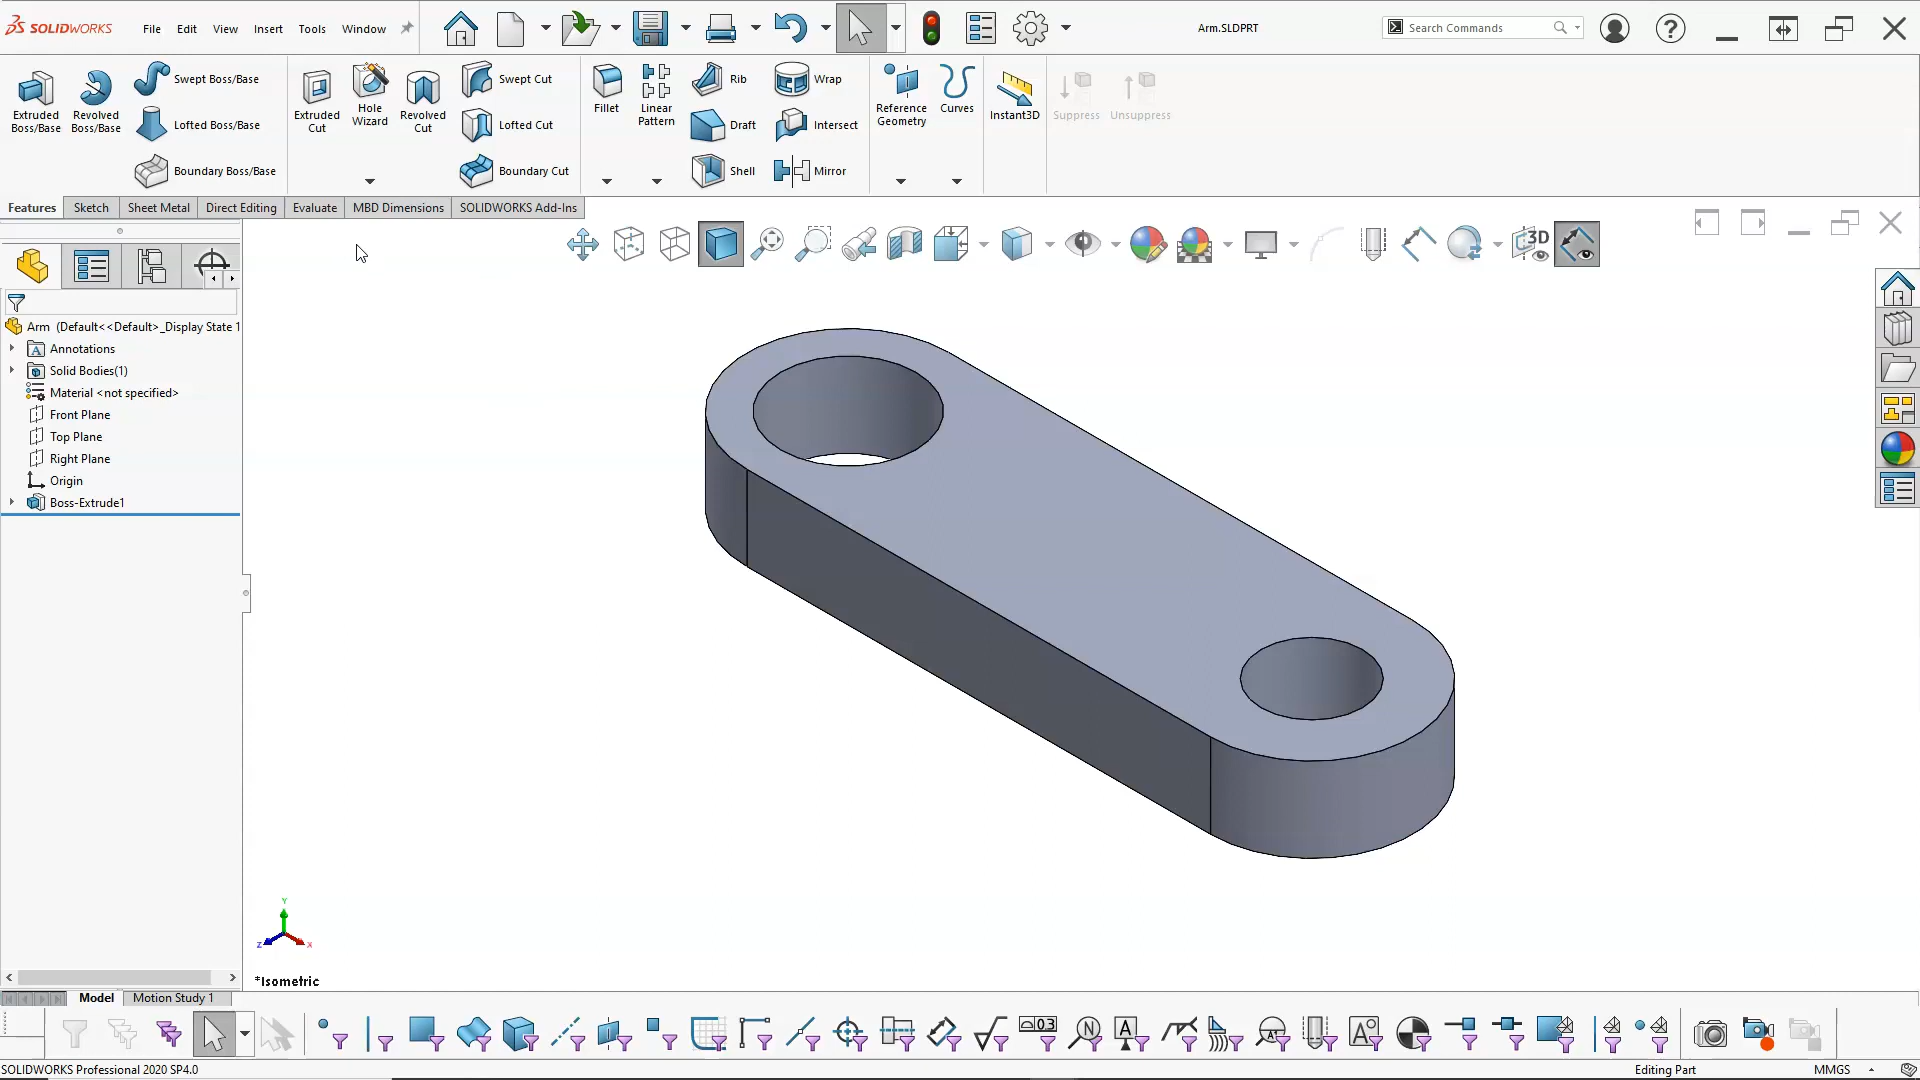 SOLIDWORKS File Edit View Insert Tools Window Arm.SLDPRT Search Commands
Extruded
Boss/Base
Revolved
Boss/Base
Swept Boss/Base
Lofted Boss/Base
Boundary Boss/Base
Extruded
Cut
Hole
Wizard
Revolved
Cut
Swept Cut
Lofted Cut
Boundary Cut
Fillet
Linear
Pattern
Rib
Draft
Shell
Wrap
Intersect
Mirror
Reference
Geometry
Curves
Instant3D
Suppress
Unsuppress
Features Sketch Sheet Metal Direct Editing Evaluate MBD Dimensions SOLIDWORKS Add-Ins
3D
Arm (Default<<Default>_Display State 1
Annotations
Solid Bodies(1)
Material <not specified>
Front Plane
Top Plane
Right Plane
Origin
Boss-Extrude1
Y
Z X
*Isometric
Model Motion Study 1
0.3
N
A
A
SOLIDWORKS Professional 2020 SP4.0 Editing Part MMGS